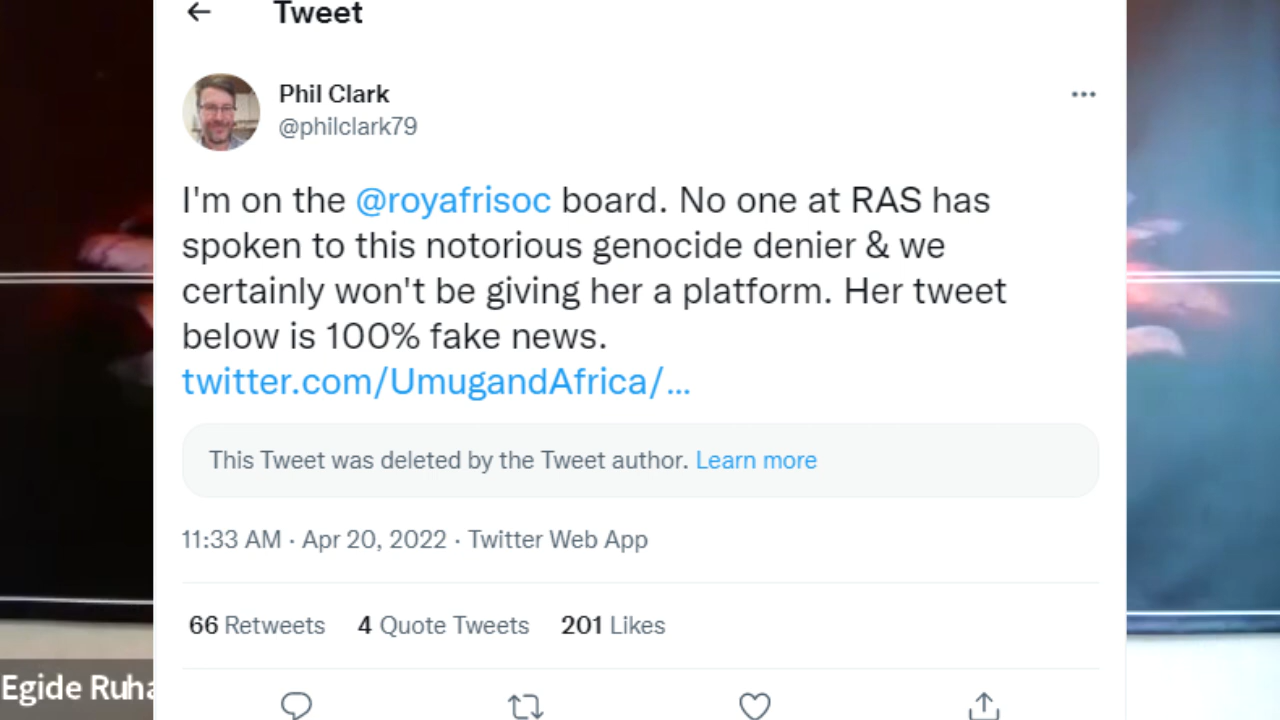 Tweet
Phil Clark
@philclark79
I'm on the @royafrisoc board. No one at RAS has
spoken to this notorious genocide denier & we
certainly won't be giving her a platform. Her tweet
below is 100% fake news.
twitter.com/UmugandAfrica/...
This Tweet was deleted by the Tweet author. Learn more
11:33 AM · Apr 20, 2022 · Twitter Web App
66 Retweets 4 Quote Tweets 201 Likes
Egide Ruha